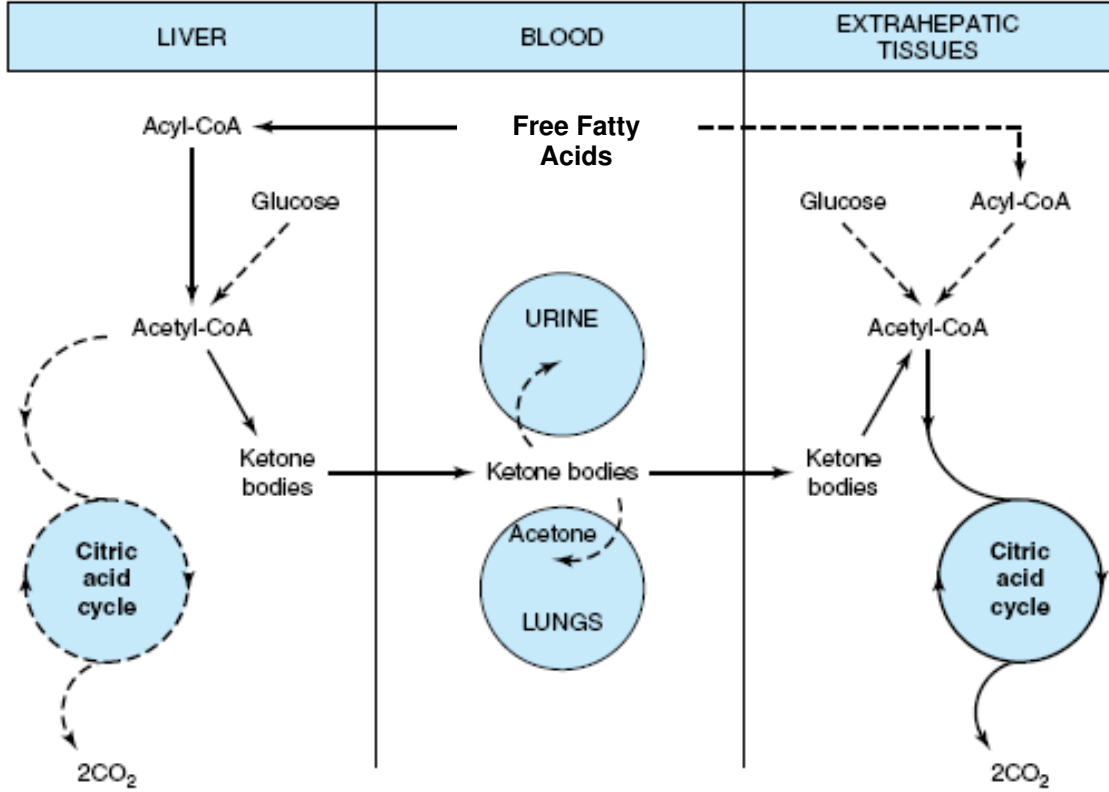 LIVER
BLOOD
EXTRAHEPATIC
TISSUES
Acyl-CoA
Free Fatty
Acids
Glucose
Glucose
Acyl-CoA
Acetyl-CoA
URINE
Acetyl-CoA
Ketone
bodies
Ketone bodies
Ketone
bodies
Acetone
LUNGS
Citric
acid
cycle
Citric
acid
cycle
2CO₂
2CO₂